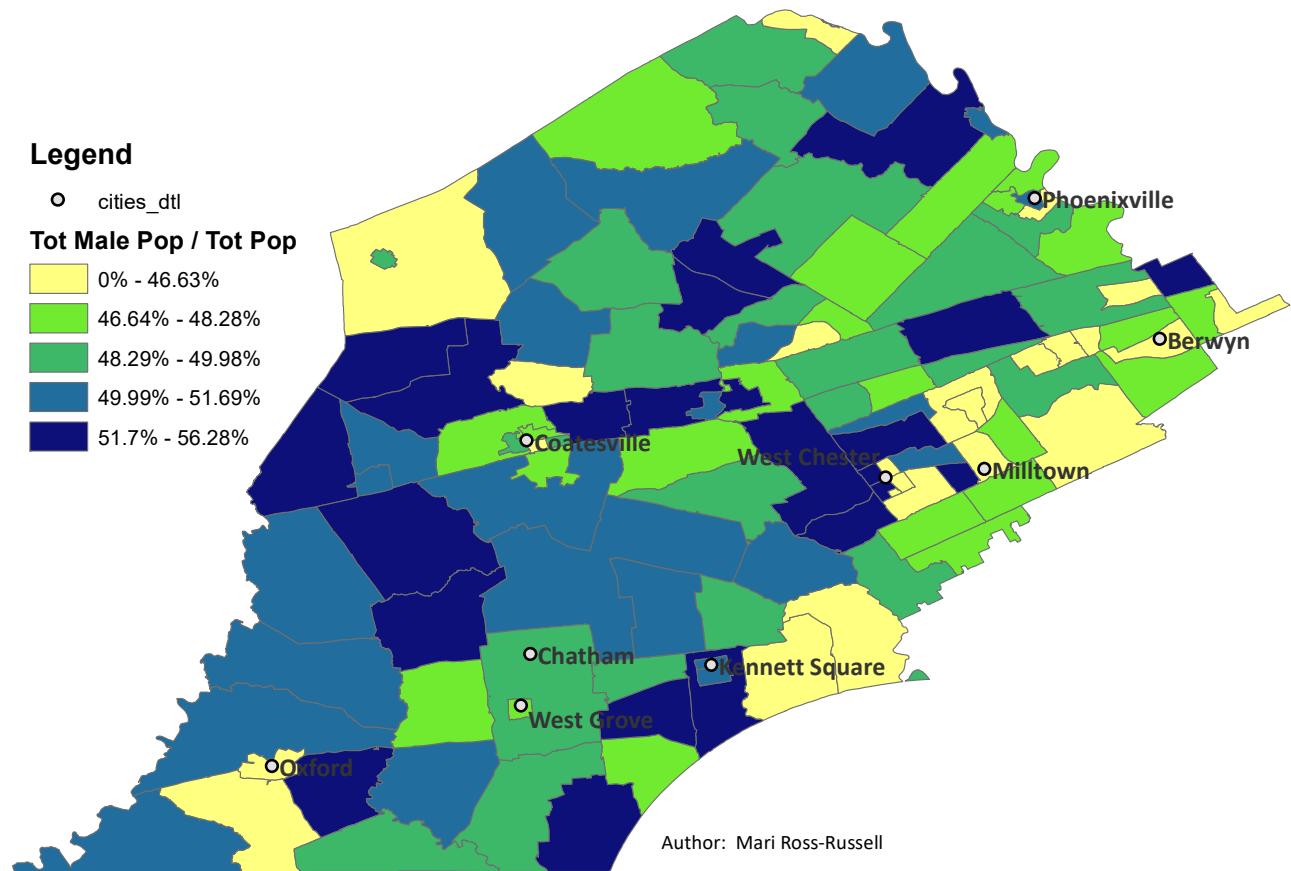 Legend
cities_dtl
Tot Male Pop / Tot Pop
0% - 46.63%
46.64% - 48.28%
48.29% - 49.98%
49.99% - 51.69%
51.7% - 56.28%
Phoenixville
Berwyn
Coatesville
West Chester
Milltown
Chatham
Kennett Square
West Grove
Oxford
Author: Mari Ross-Russell